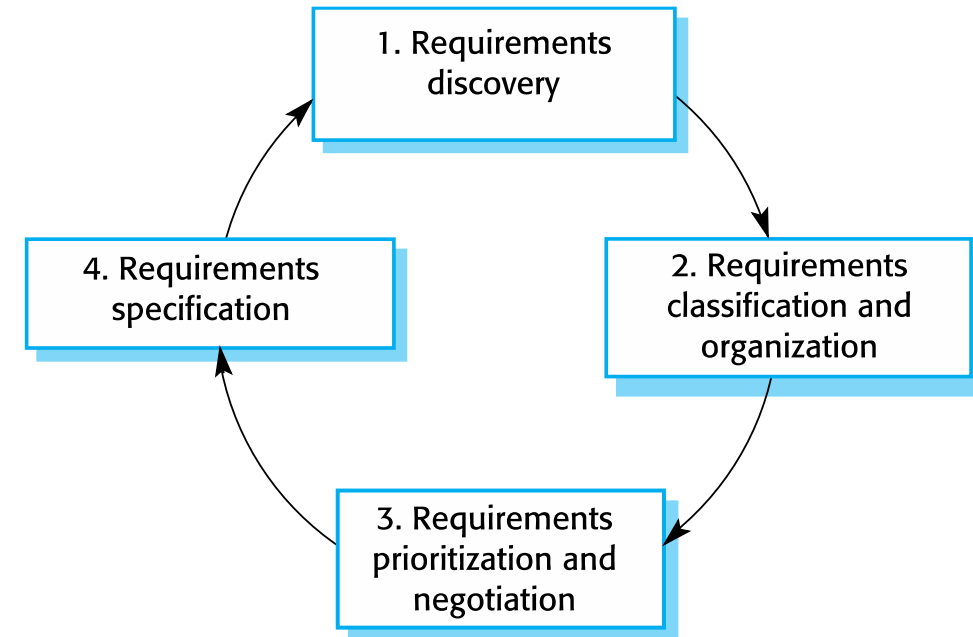 1. Requirements
discovery
2. Requirements
classification and
organization
3. Requirements
prioritization and
negotiation
4. Requirements
specification